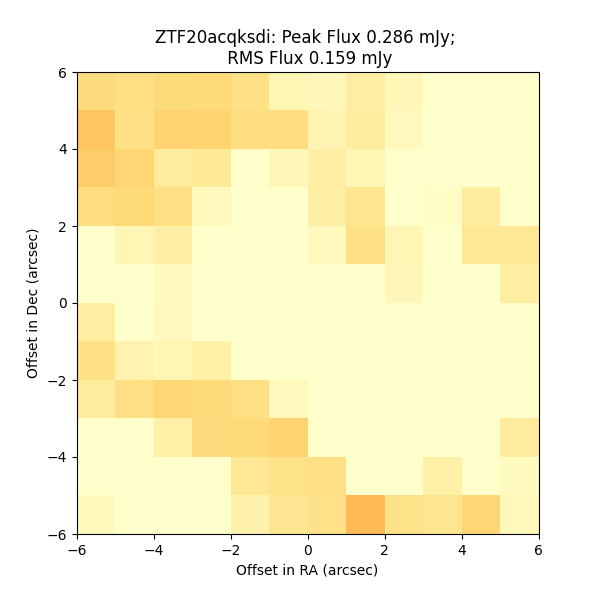 ZTF20acqksdi: Peak Flux 0.286 mJy;
RMS Flux 0.159 mJy
6
4
2
0
−2
−4
−6
Offset in Dec (arcsec)
−6 −4 −2 0 2 4 6
Offset in RA (arcsec)